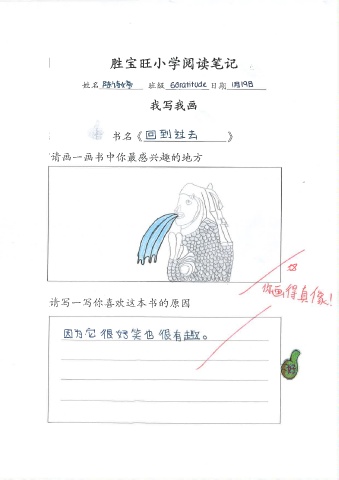 胜宝旺小学阅读笔记
姓名 班级 6Gratitude 日期 1月19日
我写我画
书名《 回到过去 》
请画一画书中你最感兴趣的地方
你画得真像!
请写一写你喜欢这本书的原因
因为它很好笑也很有趣。